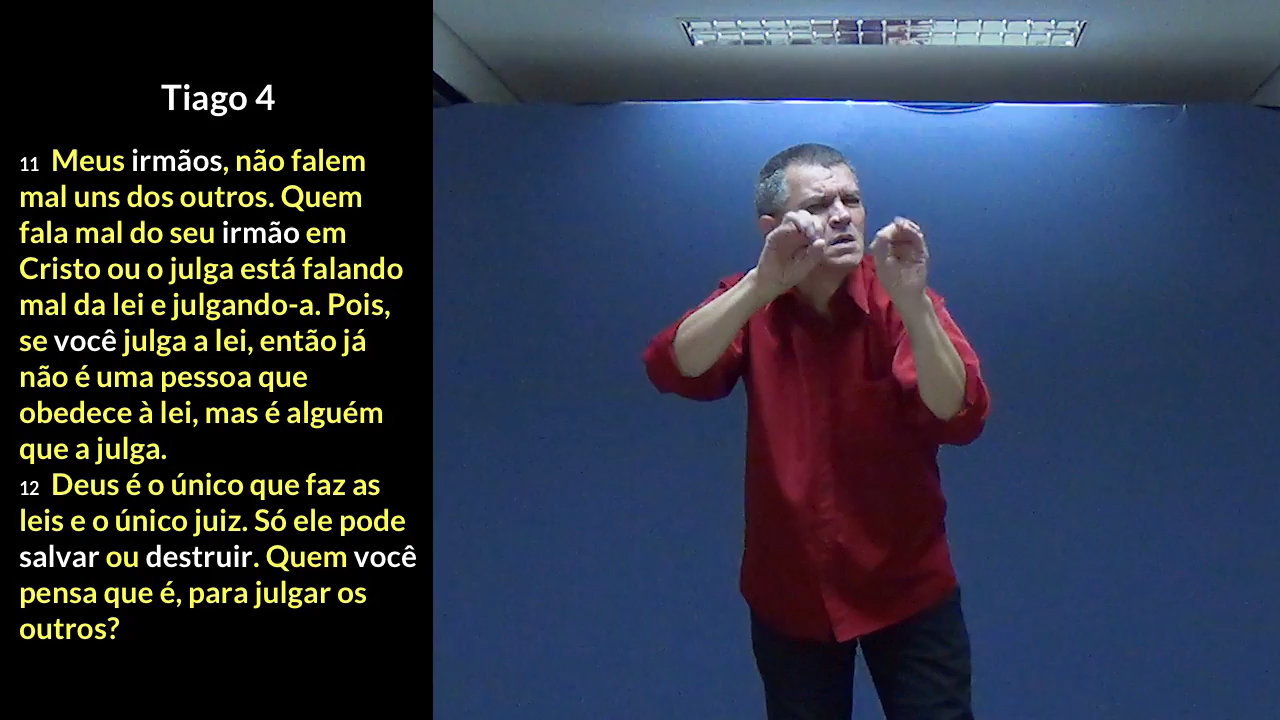 Tiago 4
11 Meus irmãos, não falem
mal uns dos outros. Quem
fala mal do seu irmão em
Cristo ou o julga está falando
mal da lei e julgando-a. Pois,
se você julga a lei, então já
não é uma pessoa que
obedece à lei, mas é alguém
que a julga.
12 Deus é o único que faz as
leis e o único juiz. Só ele pode
salvar ou destruir. Quem você
pensa que é, para julgar os
outros?